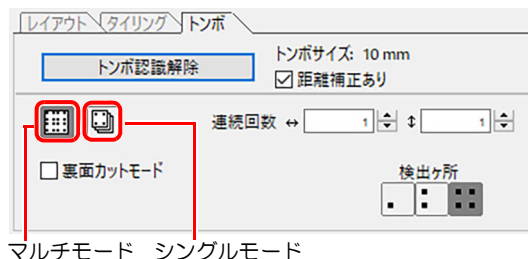 レイアウト タイリング トンボ
トンボ認識解除
トンボサイズ: 10 mm
距離補正あり
連続回数 ↔ 1 ↕ 1
裏面カットモード
検出ヶ所
マルチモード シングルモード